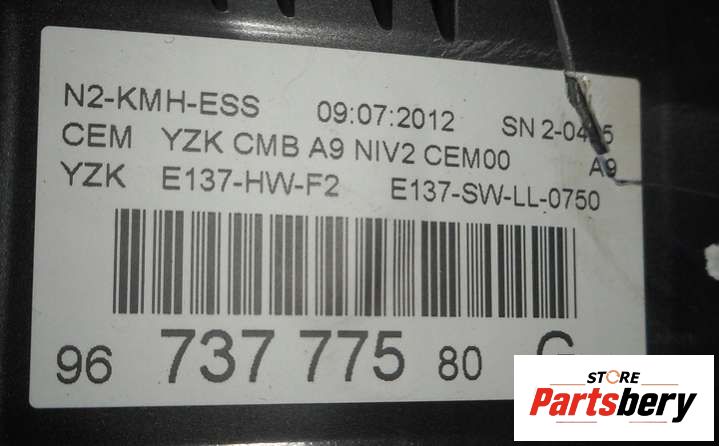 N2-KMH-ESS 09:07:2012 SN
CEM YZK CMB A9 NIV2 CEM00 A9
YZK E137-HW-F2 E137-SW-LL-0750
96 737 775 80
STORE
Partsbery